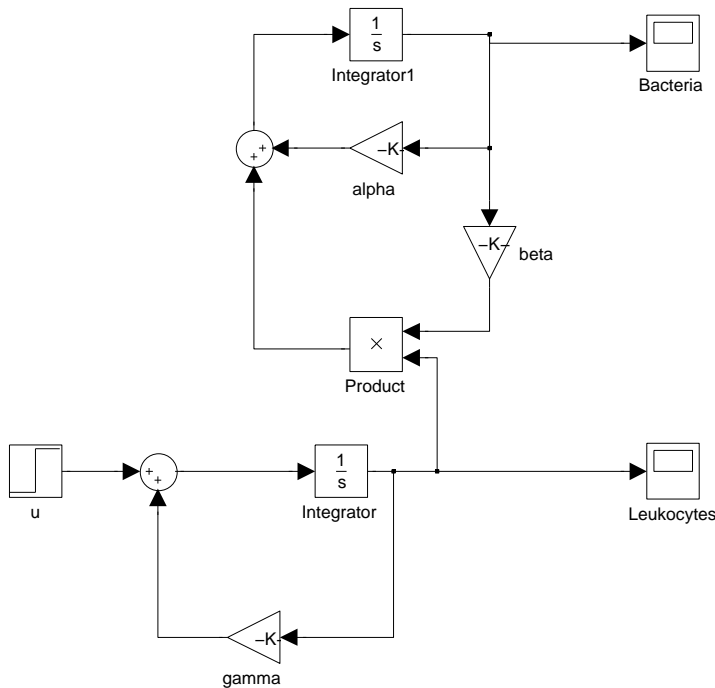 1
s
Integrator1
Bacteria
+
+
–K–
alpha
–K–
beta
×
Product
+
+
1
s
u
Integrator
Leukocytes
–K–
gamma